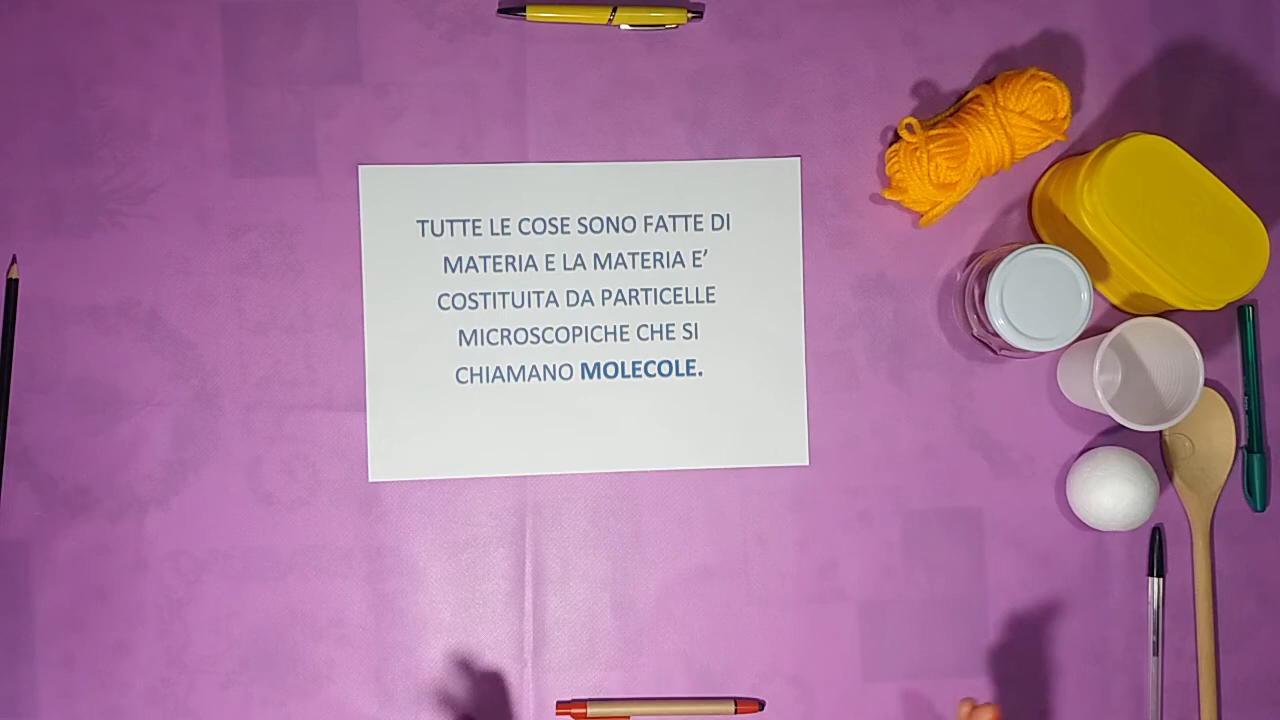 TUTTE LE COSE SONO FATTE DI
MATERIA E LA MATERIA E’
COSTITUITA DA PARTICELLE
MICROSCOPICHE CHE SI
CHIAMANO MOLECOLE.